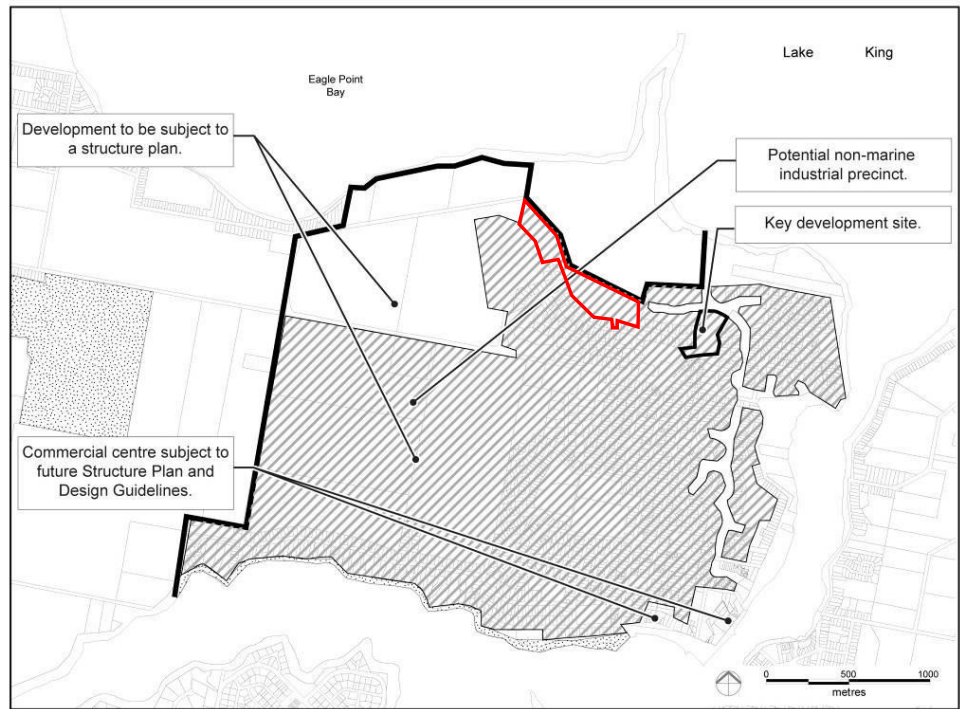 Lake King
Eagle Point
Bay
Development to be subject to
a structure plan.
Potential non-marine
industrial precinct.
Key development site.
Commercial centre subject to
future Structure Plan and
Design Guidelines.
0 500 1000
metres